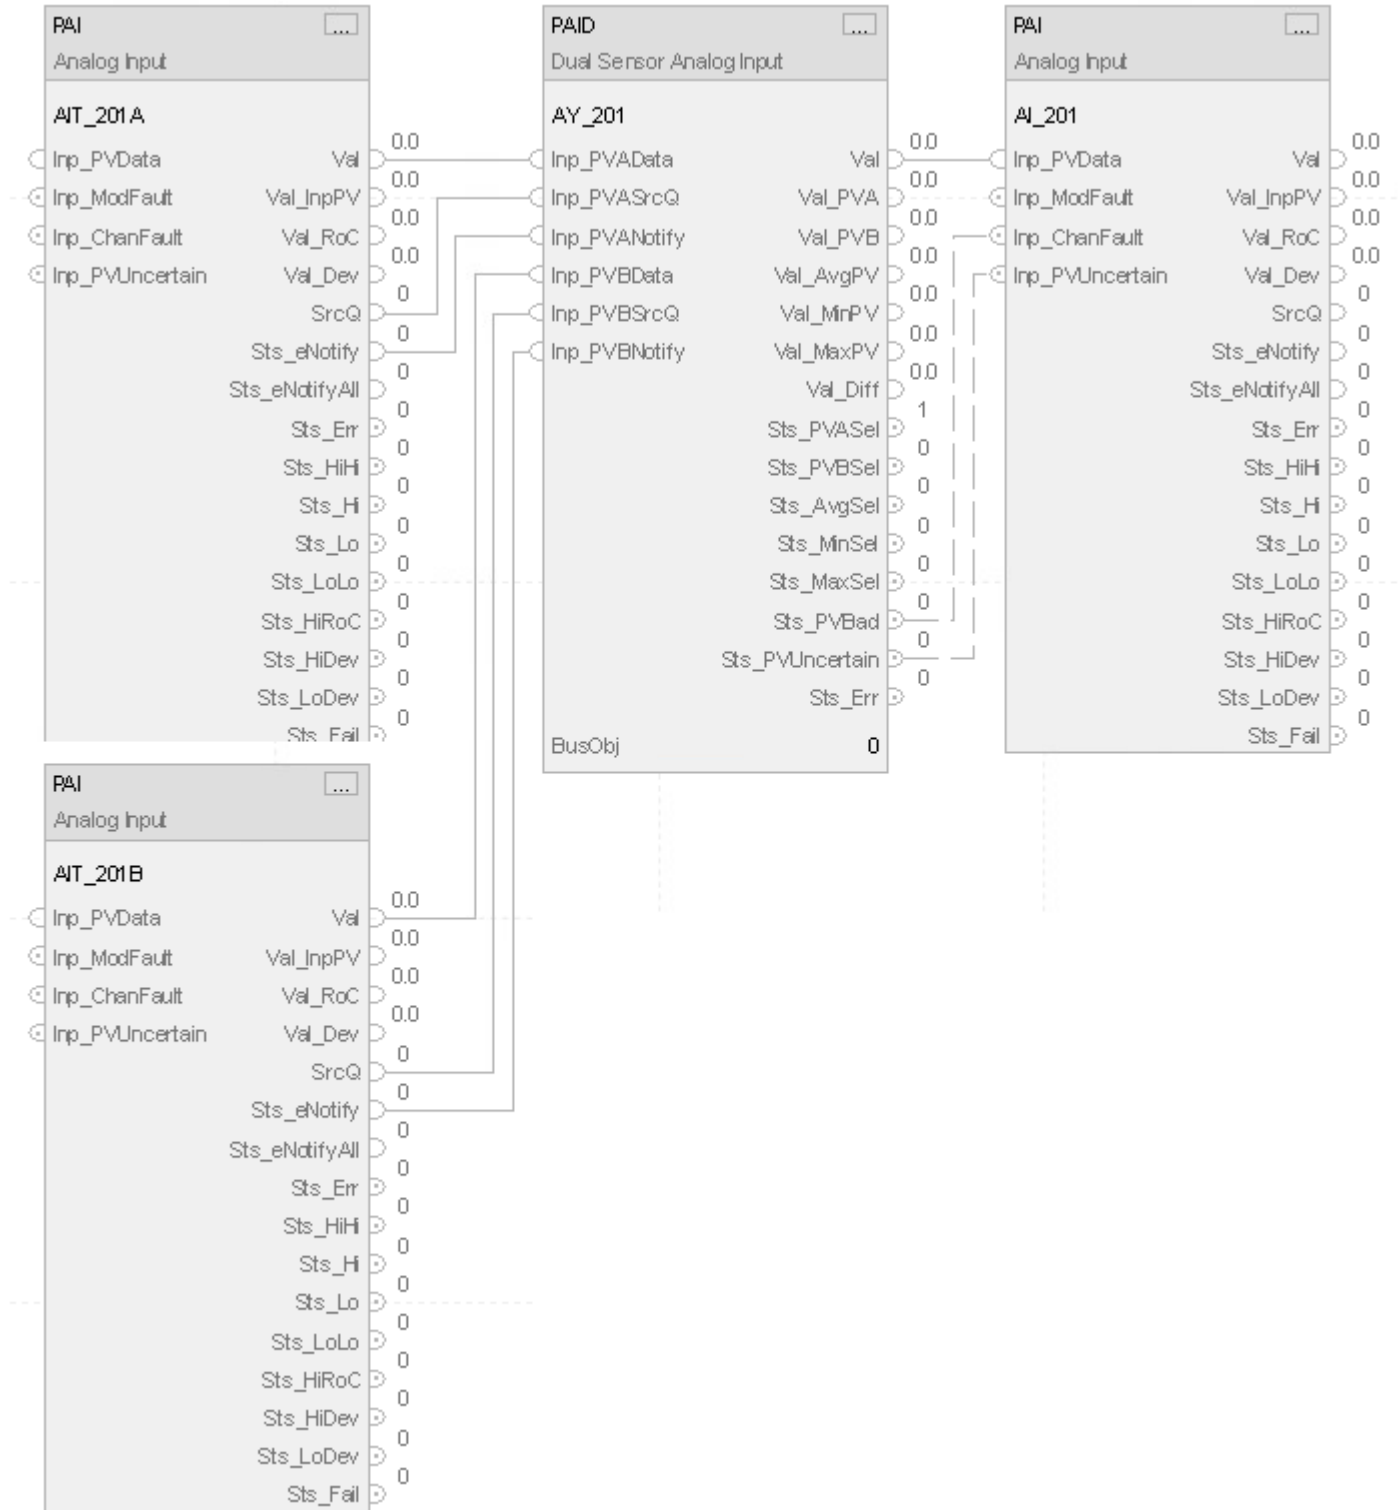 PAI ...
Analog Input
AIT_201A
Inp_PVData Val 0.0
Inp_ModFault Val_InpPV 0.0
Inp_ChanFault Val_RoC 0.0
Inp_PVUncertain Val_Dev 0.0
SrcQ 0
Sts_eNotify 0
Sts_eNotifyAll 0
Sts_Err 0
Sts_HiHi 0
Sts_Hi 0
Sts_Lo 0
Sts_LoLo 0
Sts_HiRoC 0
Sts_HiDev 0
Sts_LoDev 0
Sts_Fail 0
PAID ...
Dual Sensor Analog Input
AY_201
Inp_PVAData Val 0.0
Inp_PVASrcQ Val_PVA 0.0
Inp_PVANotify Val_PVB 0.0
Inp_PVBData Val_AvgPV 0.0
Inp_PVBSrcQ Val_MinPV 0.0
Inp_PVBNotify Val_MaxPV 0.0
Val_Diff 0.0
Sts_PVASel 1
Sts_PVBSel 0
Sts_AvgSel 0
Sts_MinSel 0
Sts_MaxSel 0
Sts_PVBad 0
Sts_PVUncertain 0
Sts_Err 0
BusObj 0
PAI ...
Analog Input
AI_201
Inp_PVData Val 0.0
Inp_ModFault Val_InpPV 0.0
Inp_ChanFault Val_RoC 0.0
Inp_PVUncertain Val_Dev 0.0
SrcQ 0
Sts_eNotify 0
Sts_eNotifyAll 0
Sts_Err 0
Sts_HiHi 0
Sts_Hi 0
Sts_Lo 0
Sts_LoLo 0
Sts_HiRoC 0
Sts_HiDev 0
Sts_LoDev 0
Sts_Fail 0
PAI ...
Analog Input
AIT_201B
Inp_PVData Val 0.0
Inp_ModFault Val_InpPV 0.0
Inp_ChanFault Val_RoC 0.0
Inp_PVUncertain Val_Dev 0.0
SrcQ 0
Sts_eNotify 0
Sts_eNotifyAll 0
Sts_Err 0
Sts_HiHi 0
Sts_Hi 0
Sts_Lo 0
Sts_LoLo 0
Sts_HiRoC 0
Sts_HiDev 0
Sts_LoDev 0
Sts_Fail 0